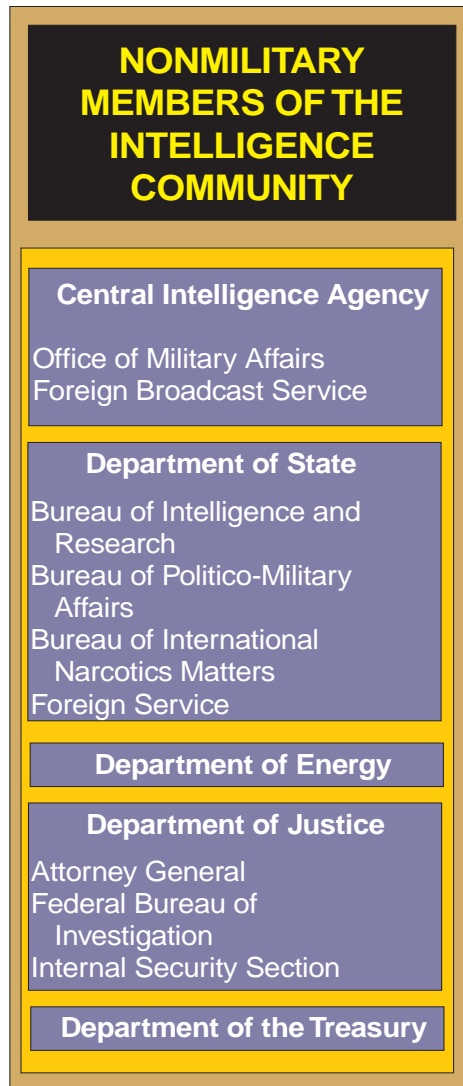 NONMILITARY
MEMBERS OF THE
INTELLIGENCE
COMMUNITY
Central Intelligence Agency
Office of Military Affairs
Foreign Broadcast Service
Department of State
Bureau of Intelligence and
Research
Bureau of Politico-Military
Affairs
Bureau of International
Narcotics Matters
Foreign Service
Department of Energy
Department of Justice
Attorney General
Federal Bureau of
Investigation
Internal Security Section
Department of the Treasury